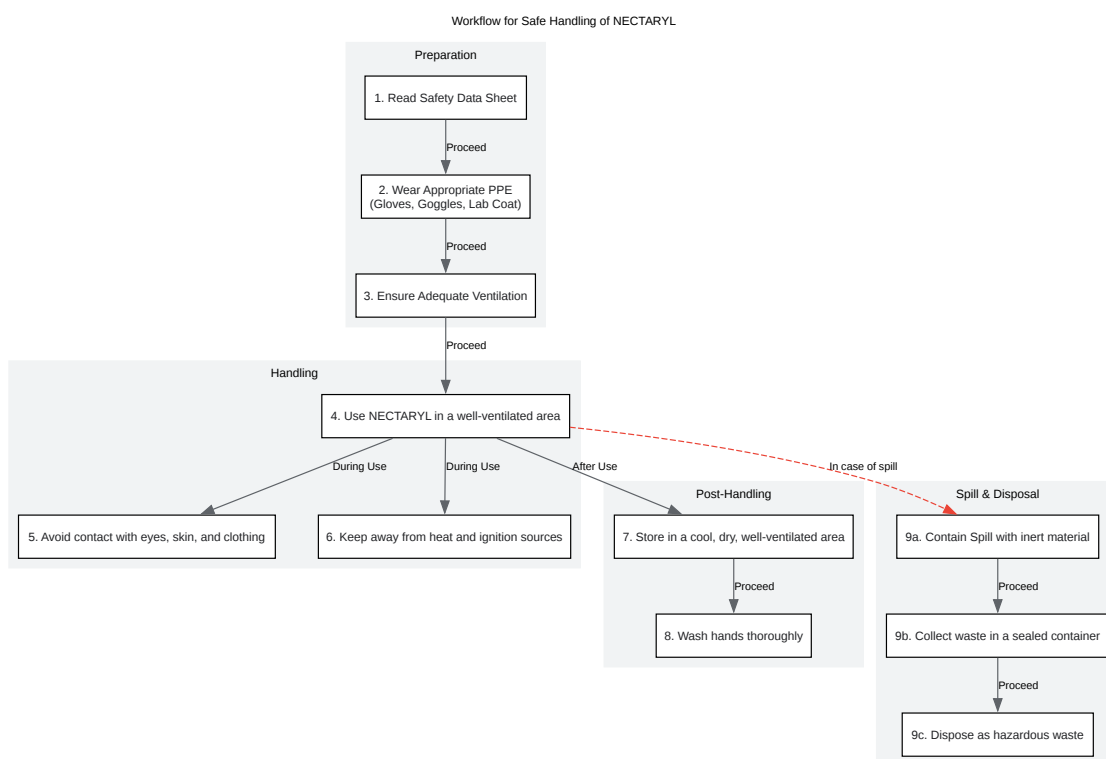 Workflow for Safe Handling of NECTARYL
Preparation
1. Read Safety Data Sheet
Proceed
2. Wear Appropriate PPE
(Gloves, Goggles, Lab Coat)
Proceed
3. Ensure Adequate Ventilation
Proceed
Handling
4. Use NECTARYL in a well-ventilated area
During Use
During Use
After Use
In case of spill
5. Avoid contact with eyes, skin, and clothing
6. Keep away from heat and ignition sources
Post-Handling
7. Store in a cool, dry, well-ventilated area
Proceed
8. Wash hands thoroughly
Spill & Disposal
9a. Contain Spill with inert material
Proceed
9b. Collect waste in a sealed container
Proceed
9c. Dispose as hazardous waste